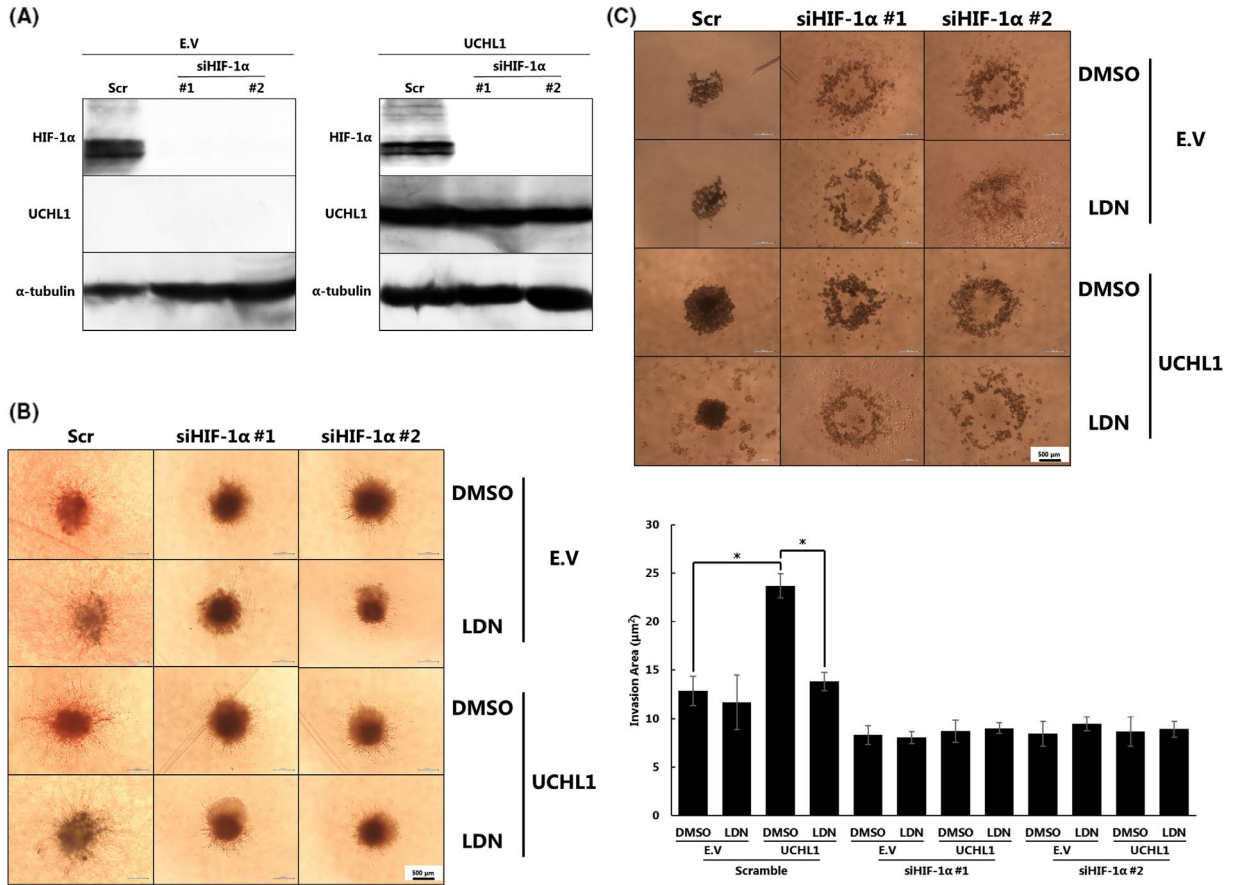 (A)
E.V
siHIF-1α
Scr #1 #2
HIF-1α
UCHL1
α-tubulin
UCHL1
siHIF-1α
Scr #1 #2
HIF-1α
UCHL1
α-tubulin
(B)
Scr siHIF-1α #1 siHIF-1α #2
DMSO
E.V
LDN
DMSO
UCHL1
LDN
500 μm
(C)
Scr siHIF-1α #1 siHIF-1α #2
DMSO
E.V
LDN
DMSO
UCHL1
LDN
500 μm
Invasion Area (μm²)
30
25
20
15
10
5
0
* *
DMSO LDN DMSO LDN DMSO LDN DMSO LDN DMSO LDN DMSO LDN
E.V UCHL1 E.V UCHL1 E.V UCHL1
Scramble siHIF-1α #1 siHIF-1α #2